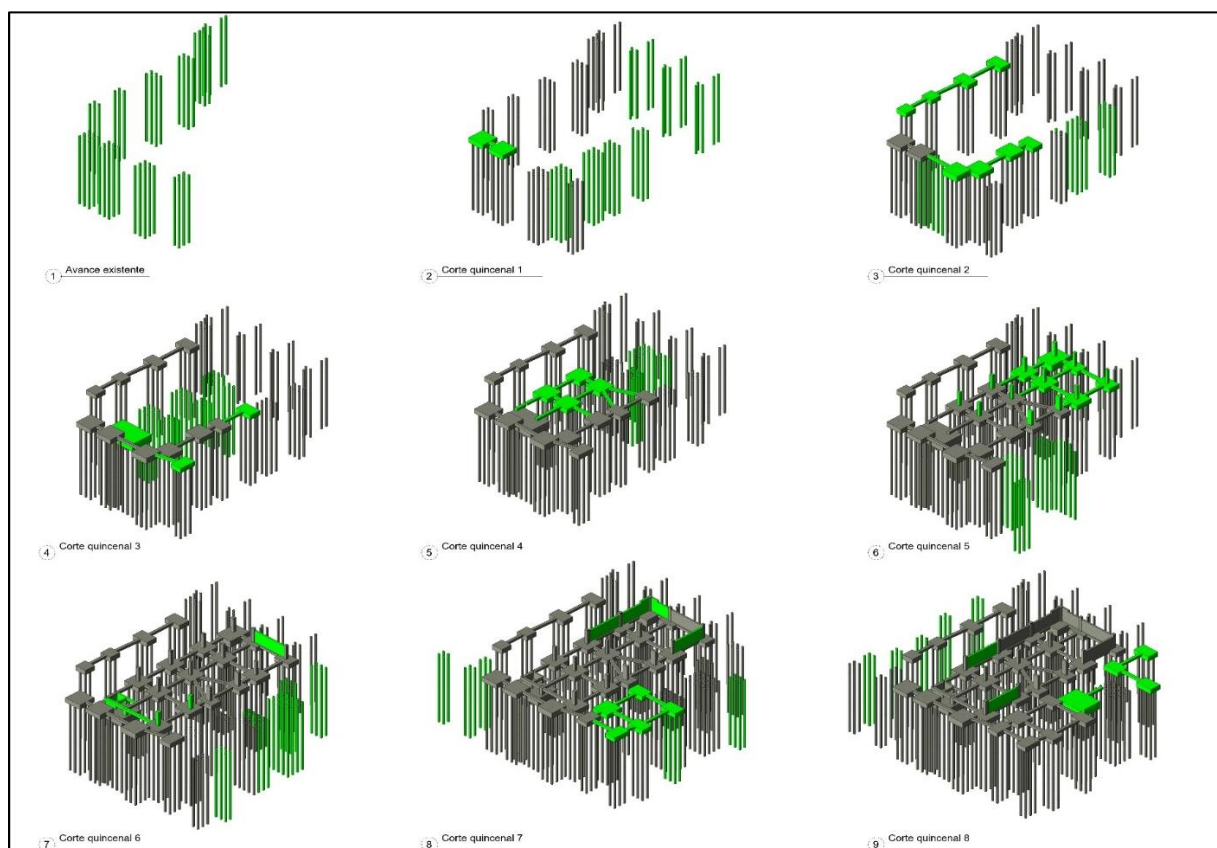 1 Avance existente
2 Corte quincenal 1
3 Corte quincenal 2
4 Corte quincenal 3
5 Corte quincenal 4
6 Corte quincenal 5
7 Corte quincenal 6
8 Corte quincenal 7
9 Corte quincenal 8